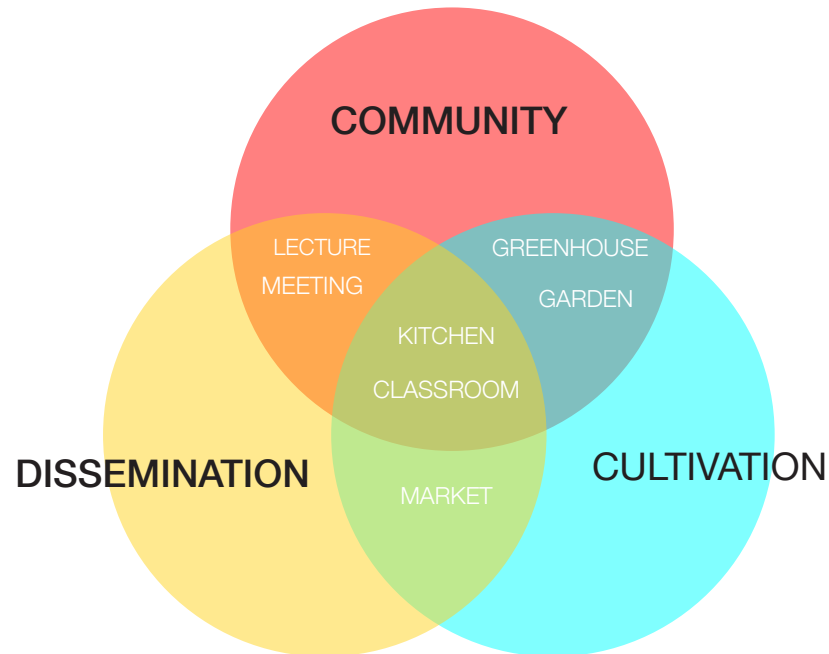 COMMUNITY
LECTURE
MEETING
GREENHOUSE
GARDEN
KITCHEN
CLASSROOM
DISSEMINATION
CULTIVATION
MARKET